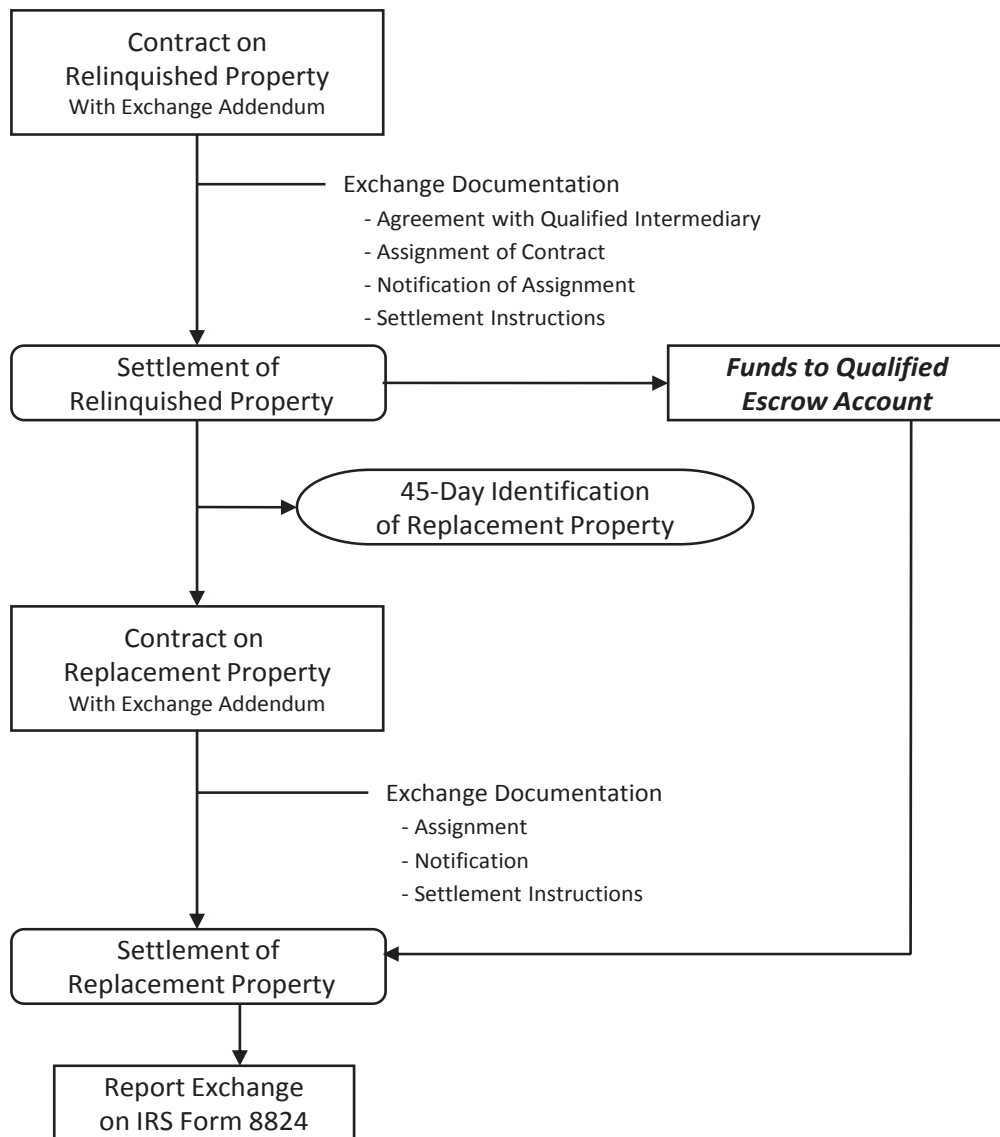 Contract on
Relinquished Property
With Exchange Addendum
Exchange Documentation
- Agreement with Qualified Intermediary
- Assignment of Contract
- Notification of Assignment
- Settlement Instructions
Settlement of
Relinquished Property
Funds to Qualified
Escrow Account
45-Day Identification
of Replacement Property
Contract on
Replacement Property
With Exchange Addendum
Exchange Documentation
- Assignment
- Notification
- Settlement Instructions
Settlement of
Replacement Property
Report Exchange
on IRS Form 8824